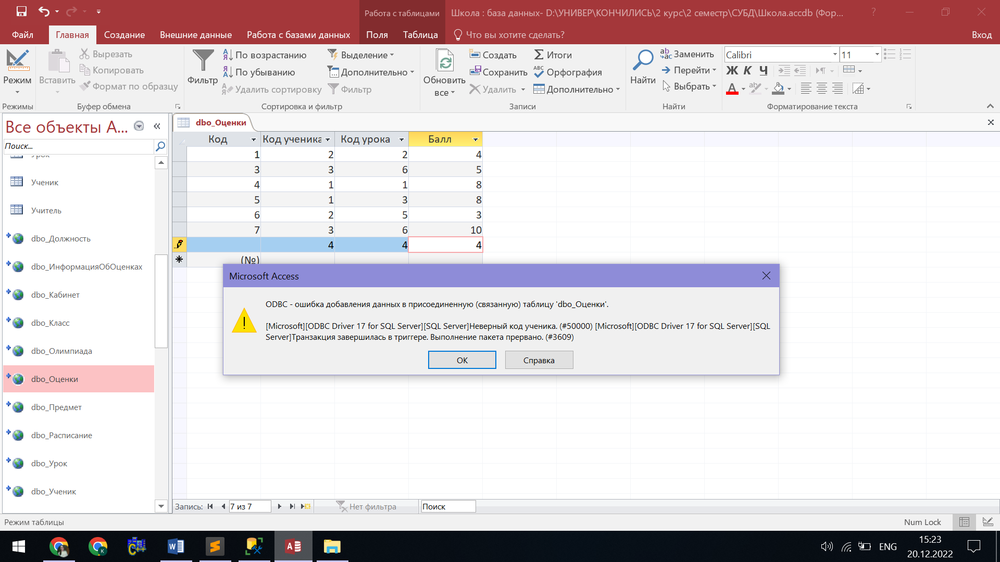 Работа с таблицами
Школа : база данных- D:\УНИВЕР\КОНЧИЛИСЬ\2 курс\2 семестр\СУБД\Школа.accdb (Фор...
?
Файл
Главная
Создание
Внешние данные
Работа с базами данных
Поля
Таблица
Что вы хотите сделать?
Вход
Режим
Режимы
Вставить
Вырезать
Копировать
Формат по образцу
Буфер обмена
Фильтр
По возрастанию
По убыванию
Удалить сортировку
Выделение
Дополнительно
Фильтр
Сортировка и фильтр
Обновить
все
Создать
Сохранить
Удалить
Итоги
Орфография
Дополнительно
Записи
Найти
Заменить
Перейти
Выбрать
Найти
Calibri
11
Ж К Ч
Форматирование текста
Все объекты A...
Поиск...
Урок
Ученик
Учитель
dbo_Должность
dbo_ИнформацияОбОценках
dbo_Кабинет
dbo_Класс
dbo_Олимпиада
dbo_Оценки
dbo_Предмет
dbo_Расписание
dbo_Урок
dbo_Ученик
dbo_Оценки
Код Код ученика Код урока Балл
1 2 2 4
3 3 6 5
4 1 1 8
5 1 3 8
6 2 5 3
7 3 6 10
4 4 4
(№)
Microsoft Access
ODBC - ошибка добавления данных в присоединенную (связанную) таблицу 'dbo_Оценки'.
[Microsoft][ODBC Driver 17 for SQL Server][SQL Server]Неверный код ученика. (#50000) [Microsoft][ODBC Driver 17 for SQL Server][SQL
Server]Транзакция завершилась в триггере. Выполнение пакета прервано. (#3609)
ОК
Справка
Запись:
7 из 7
Нет фильтра
Поиск
Режим таблицы
Num Lock
ENG
15:23
20.12.2022